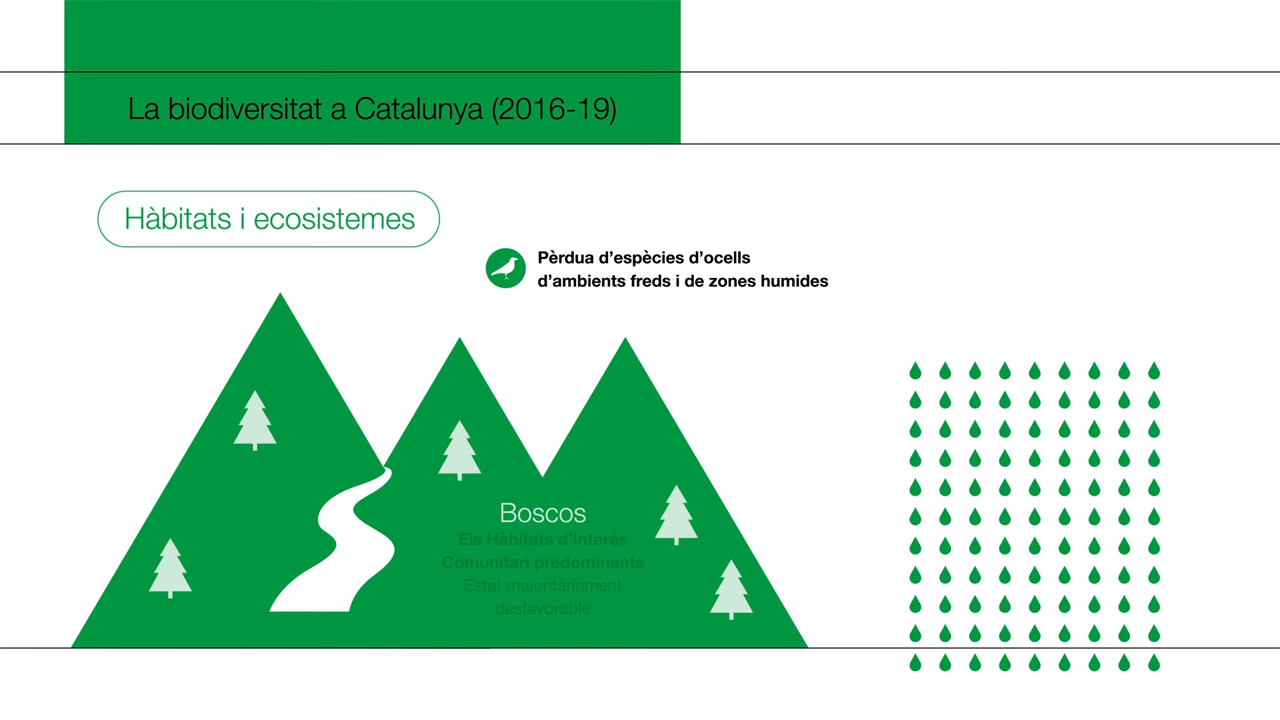 La biodiversitat a Catalunya (2016-19)
Hàbitats i ecosistemes
Pèrdua d’espècies d’ocells
d’ambients freds i de zones humides
Boscos
Els Hàbitats d’Interès
Comunitari predominants
Estat majoritàriament
desfavorable